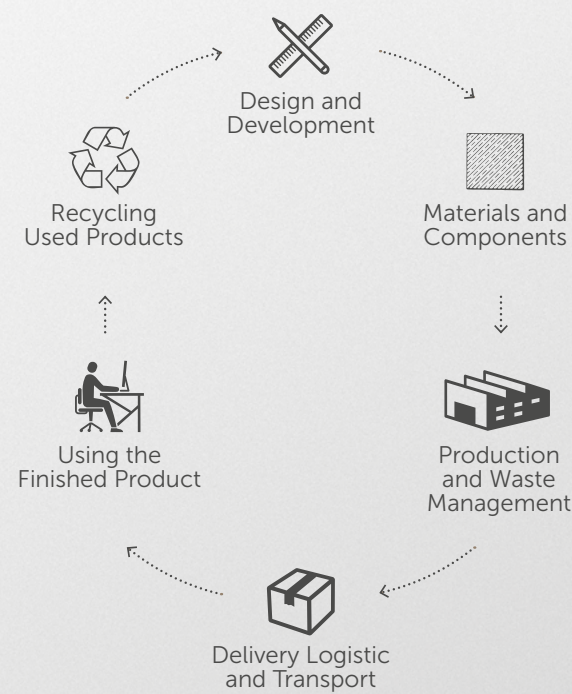 Design and
Development
Materials and
Components
Production
and Waste
Management
Delivery Logistic
and Transport
Using the
Finished Product
Recycling
Used Products